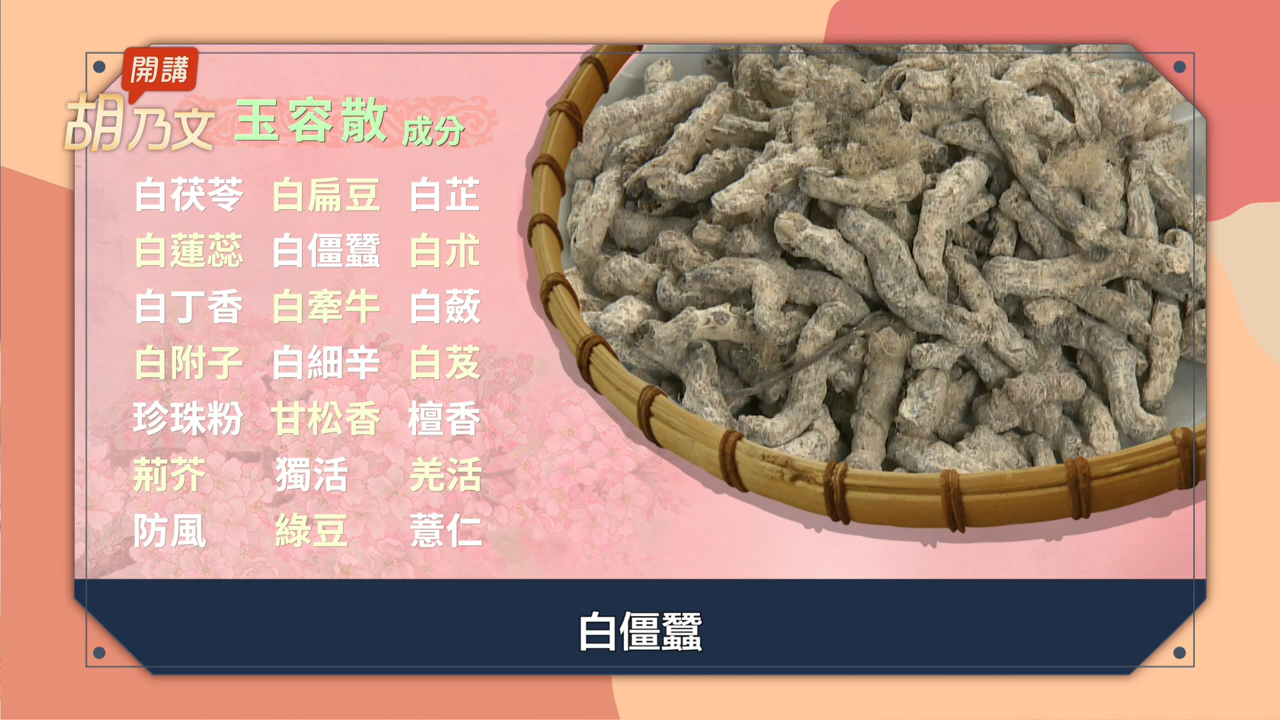 開講
胡乃文
玉容散 成分
白茯苓 白扁豆 白芷
白蓮蕊 白僵蠶 白朮
白丁香 白牽牛 白蘞
白附子 白細辛 白芨
珍珠粉 甘松香 檀香
荊芥 獨活 羌活
防風 綠豆 薏仁
白僵蠶